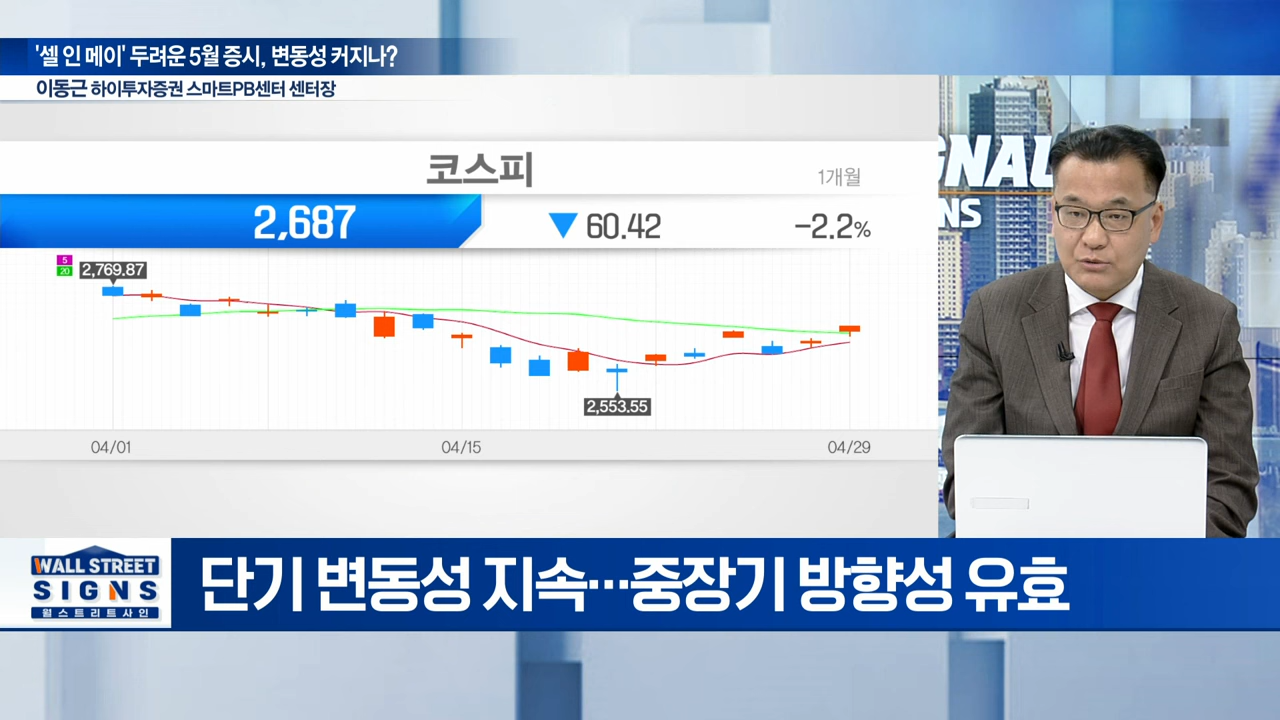 '셀 인 메이' 두려운 5월 증시, 변동성 커지나?
이동근 하이투자증권 스마트PB센터 센터장
코스피
1개월
2,687 ▼60.42 -2.2%
5
20
2,769.87
2,553.55
04/01 04/15 04/29
GNAL
NS
WALL STREET
SIGNS
월스트리트사인
단기 변동성 지속…중장기 방향성 유효